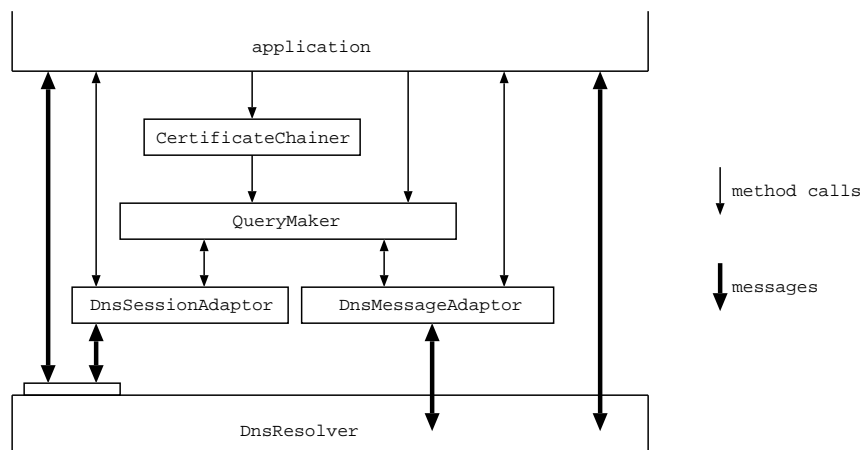 application
CertificateChainer
method calls
QueryMaker
messages
DnsSessionAdaptor
DnsMessageAdaptor
DnsResolver